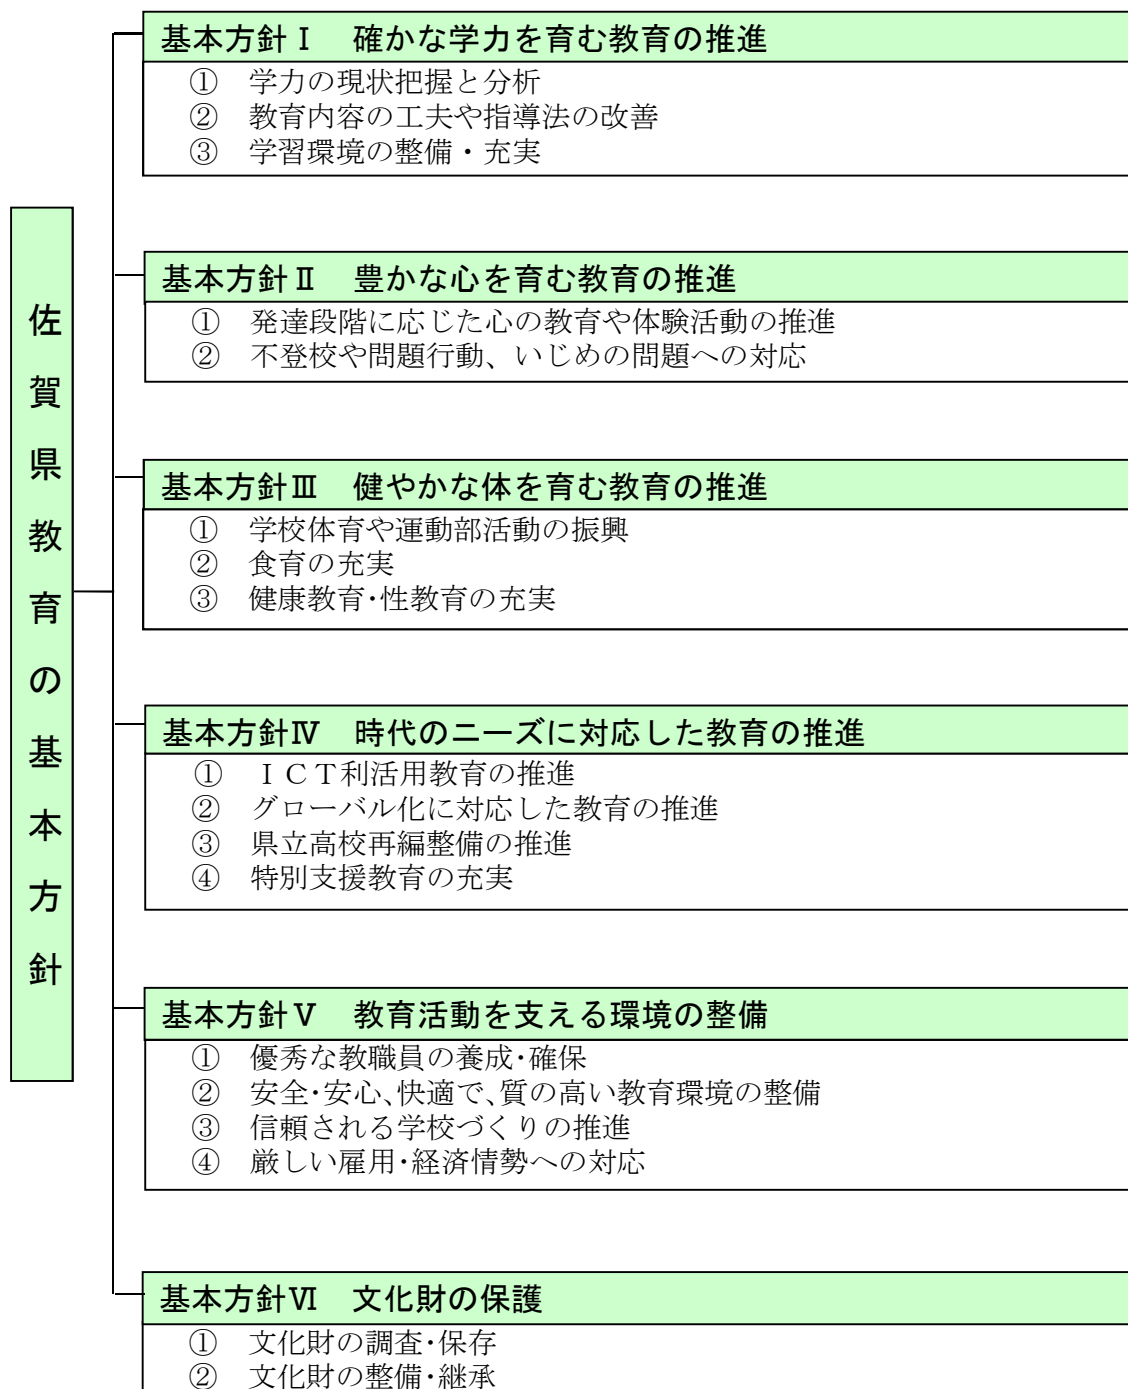 佐賀県教育の基本方針
基本方針Ⅰ　確かな学力を育む教育の推進
①　学力の現状把握と分析
②　教育内容の工夫や指導法の改善
③　学習環境の整備・充実
基本方針Ⅱ　豊かな心を育む教育の推進
①　発達段階に応じた心の教育や体験活動の推進
②　不登校や問題行動、いじめの問題への対応
基本方針Ⅲ　健やかな体を育む教育の推進
①　学校体育や運動部活動の振興
②　食育の充実
③　健康教育･性教育の充実
基本方針Ⅳ　時代のニーズに対応した教育の推進
①　ＩＣＴ利活用教育の推進
②　グローバル化に対応した教育の推進
③　県立高校再編整備の推進
④　特別支援教育の充実
基本方針Ⅴ　教育活動を支える環境の整備
①　優秀な教職員の養成･確保
②　安全･安心､快適で､質の高い教育環境の整備
③　信頼される学校づくりの推進
④　厳しい雇用･経済情勢への対応
基本方針Ⅵ　文化財の保護
①　文化財の調査･保存
②　文化財の整備･継承